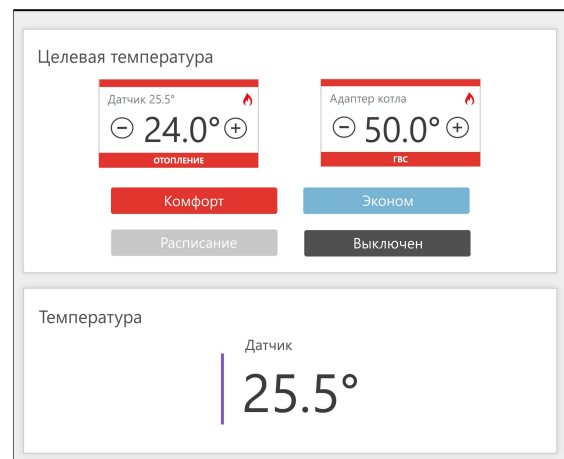 Целевая температура
Датчик 25.5°
Адаптер котла
24.0°
50.0°
ОТОПЛЕНИЕ
ГВС
Комфорт
Эконом
Расписание
Выключен
Температура
Датчик
25.5°